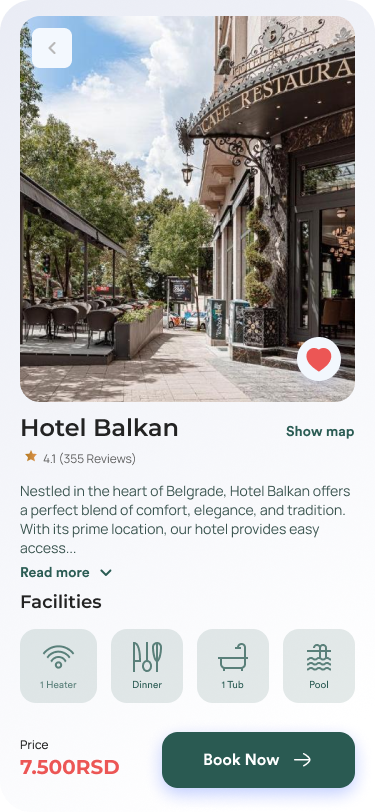 CAFE RESTAURA
Hotel Balkan
Show map
4.1 (355 Reviews)
Nestled in the heart of Belgrade, Hotel Balkan offers
a perfect blend of comfort, elegance, and tradition.
With its prime location, our hotel provides easy
access...
Read more
Facilities
1 Heater
Dinner
1 Tub
Pool
Price
7.500RSD
Book Now